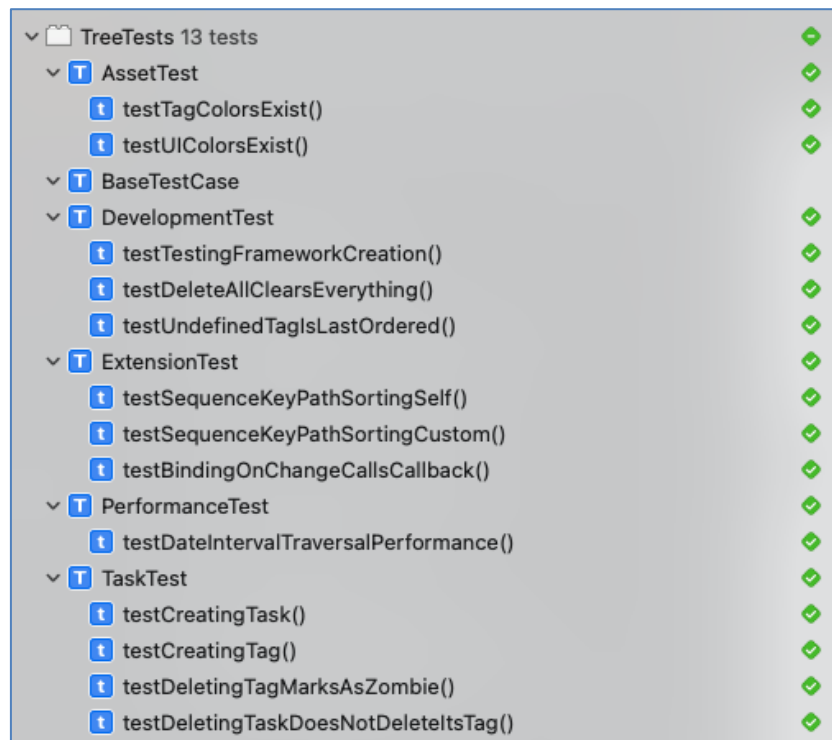 TreeTests 13 tests
T AssetTest
t testTagColorsExist()
t testUIColorsExist()
T BaseTestCase
T DevelopmentTest
t testTestingFrameworkCreation()
t testDeleteAllClearsEverything()
t testUndefinedTagIsLastOrdered()
T ExtensionTest
t testSequenceKeyPathSortingSelf()
t testSequenceKeyPathSortingCustom()
t testBindingOnChangeCallsCallback()
T PerformanceTest
t testDateIntervalTraversalPerformance()
T TaskTest
t testCreatingTask()
t testCreatingTag()
t testDeletingTagMarksAsZombie()
t testDeletingTaskDoesNotDeleteItsTag()